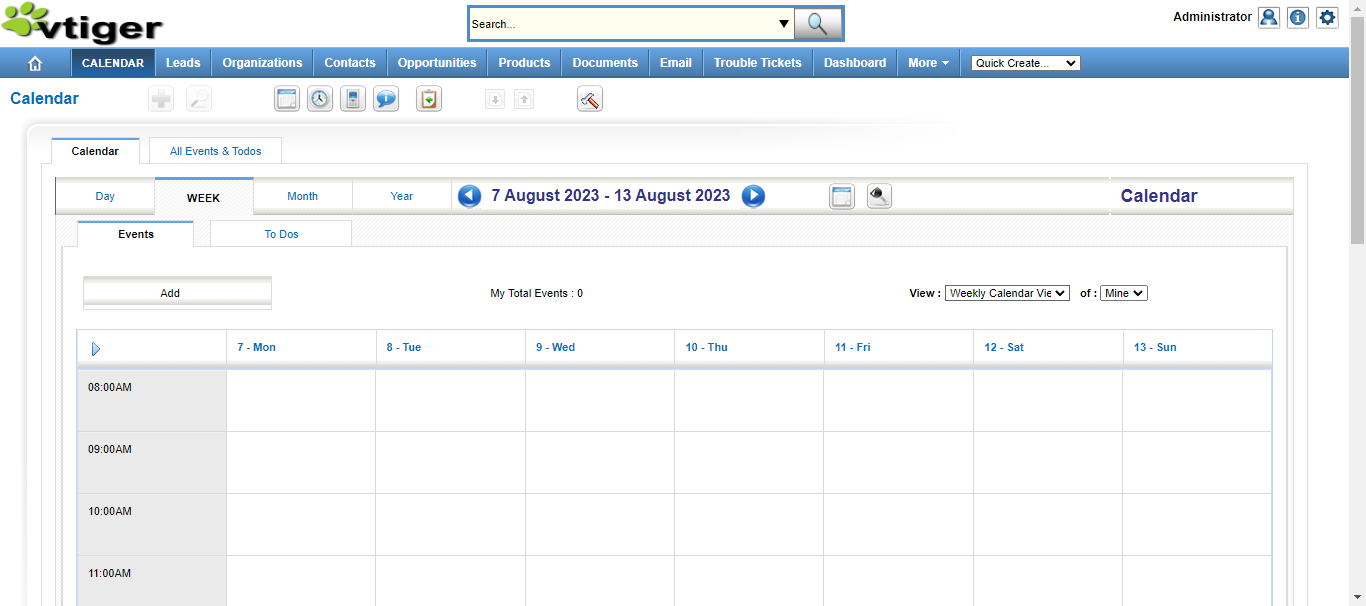 vtiger
Search...
Administrator
CALENDAR Leads Organizations Contacts Opportunities Products Documents Email Trouble Tickets Dashboard More Quick Create...
Calendar
Calendar All Events & Todos
Day WEEK Month Year 7 August 2023 - 13 August 2023 Calendar
Events To Dos
Add My Total Events : 0 View : Weekly Calendar Vie of : Mine
7 - Mon 8 - Tue 9 - Wed 10 - Thu 11 - Fri 12 - Sat 13 - Sun
08:00AM
09:00AM
10:00AM
11:00AM